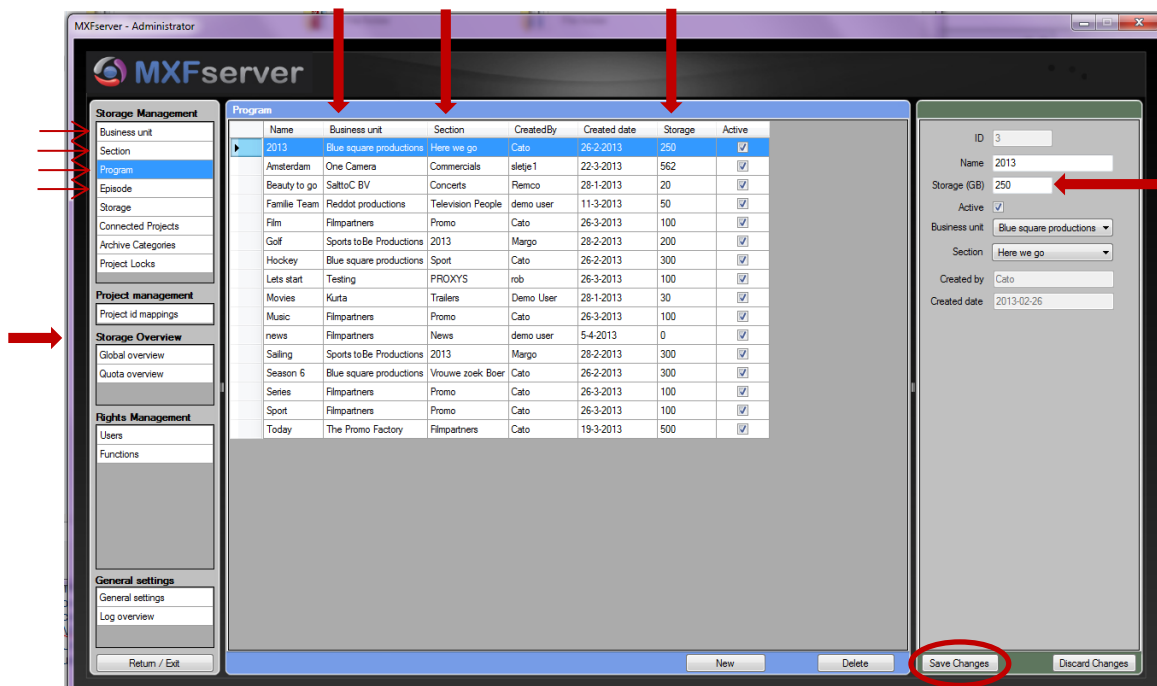 MXFserver - Administrator
MXFserver
Storage Management
Business unit
Section
Program
Episode
Storage
Connected Projects
Archive Categories
Project Locks
Project management
Project id mappings
Storage Overview
Global overview
Quota overview
Rights Management
Users
Functions
General settings
General settings
Log overview
Return / Exit
Program
Name Business unit Section CreatedBy Created date Storage Active
2013 Blue square productions Here we go Cato 26-2-2013 250
Amsterdam One Camera Commercials sletje1 22-3-2013 562
Beauty to go SalttoC BV Concerts Remco 28-1-2013 20
Familie Team Reddot productions Television People demo user 11-3-2013 50
Film Filmpartners Promo Cato 26-3-2013 100
Golf Sports toBe Productions 2013 Margo 28-2-2013 200
Hockey Blue square productions Sport Cato 26-2-2013 300
Lets start Testing PROXYS rob 26-3-2013 100
Movies Kurta Trailers Demo User 28-1-2013 30
Music Filmpartners Promo Cato 26-3-2013 100
news Filmpartners News demo user 5-4-2013 0
Sailing Sports toBe Productions 2013 Margo 28-2-2013 300
Season 6 Blue square productions Vrouwe zoek Boer Cato 26-2-2013 300
Series Filmpartners Promo Cato 26-3-2013 100
Sport Filmpartners Promo Cato 26-3-2013 100
Today The Promo Factory Filmpartners Cato 19-3-2013 500
New Delete
ID 3
Name 2013
Storage (GB) 250
Active
Business unit Blue square productions
Section Here we go
Created by Cato
Created date 2013-02-26
Save Changes Discard Changes